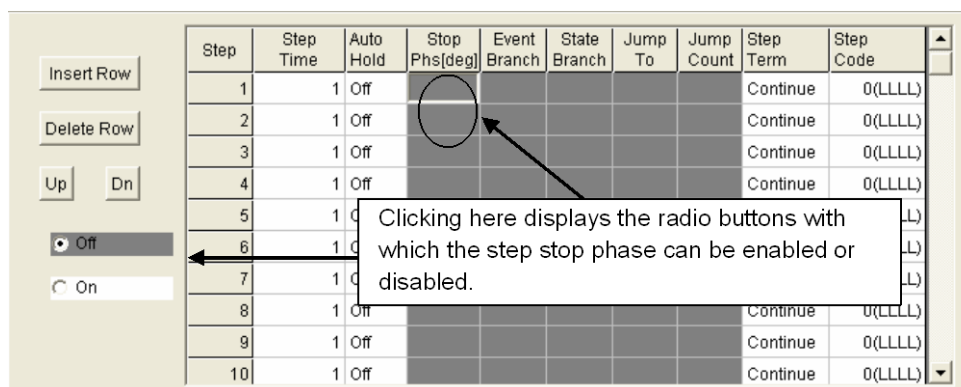 Step Step Time Auto Hold Stop Phs[deg] Event Branch State Branch Jump To Jump Count Step Term Step Code
Insert Row
Delete Row
Up Dn
Off
On
1 1 Off Continue 0(LLLL)
2 1 Off Continue 0(LLLL)
3 1 Off Continue 0(LLLL)
4 1 Off Continue 0(LLLL)
5 1
6 1
7 1
8 1 Off Continue 0(LLLL)
9 1 Off Continue 0(LLLL)
10 1 Off Continue 0(LLLL)
Clicking here displays the radio buttons with
which the step stop phase can be enabled or
disabled.